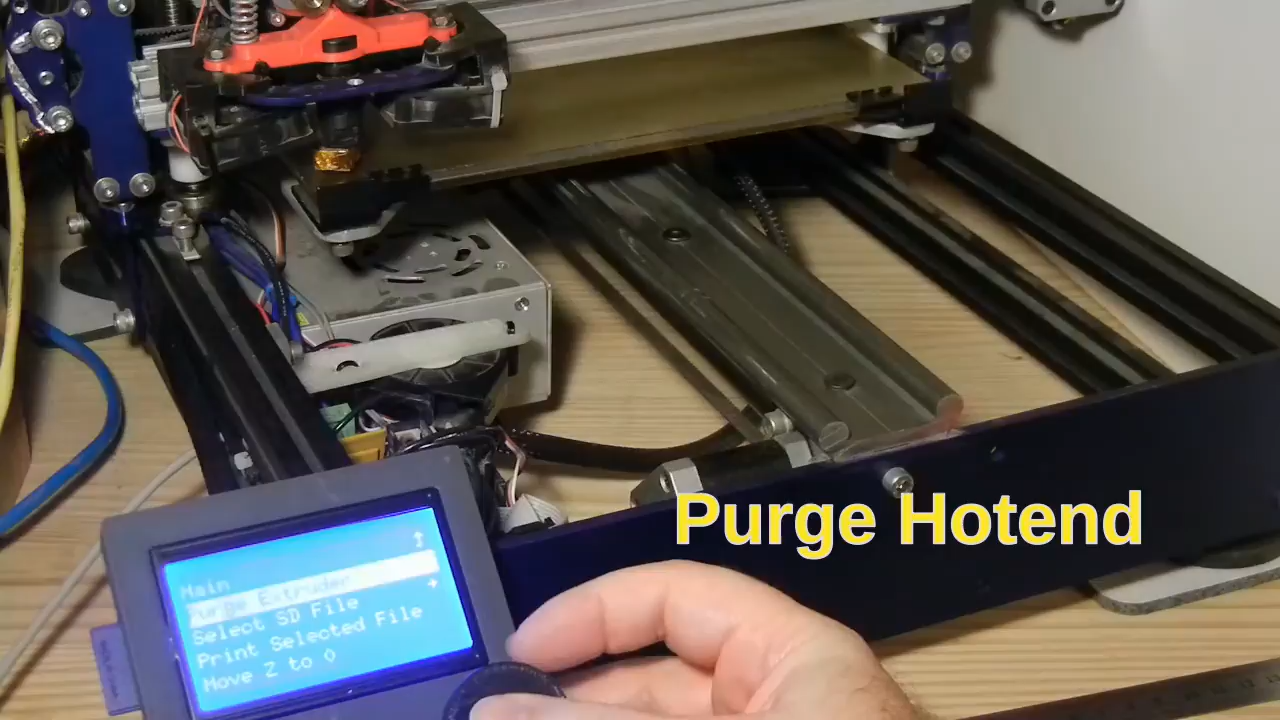 Purge Hotend
Main
Purge Extruder
Select SD File
Print Selected File
Move Z to 0